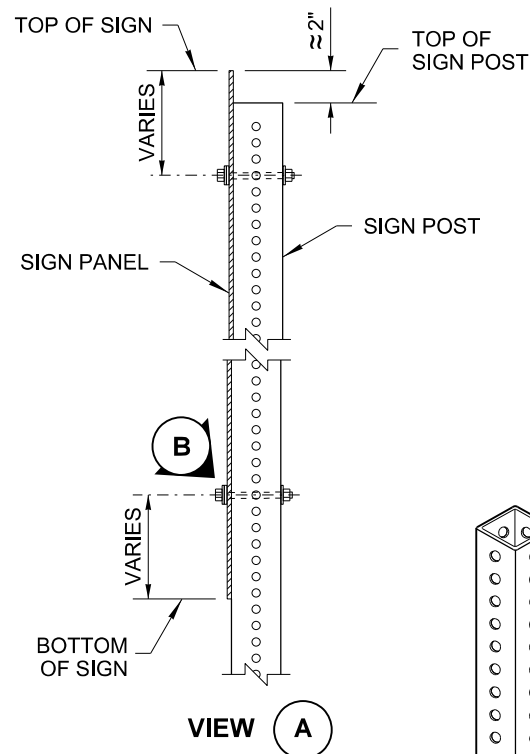 TOP OF SIGN
≈2"
TOP OF
SIGN POST
VARIES
SIGN POST
SIGN PANEL
B
VARIES
BOTTOM
OF SIGN
VIEW A